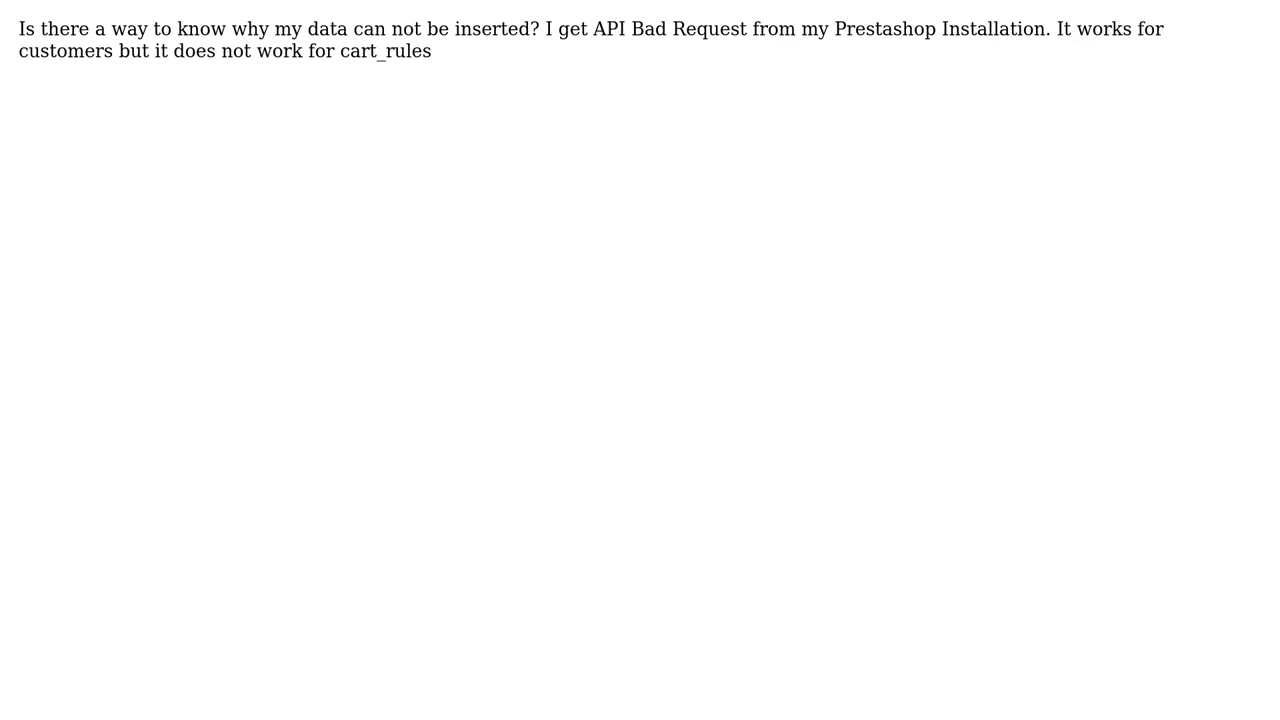 Is there a way to know why my data can not be inserted? I get API Bad Request from my Prestashop Installation. It works for
customers but it does not work for cart_rules